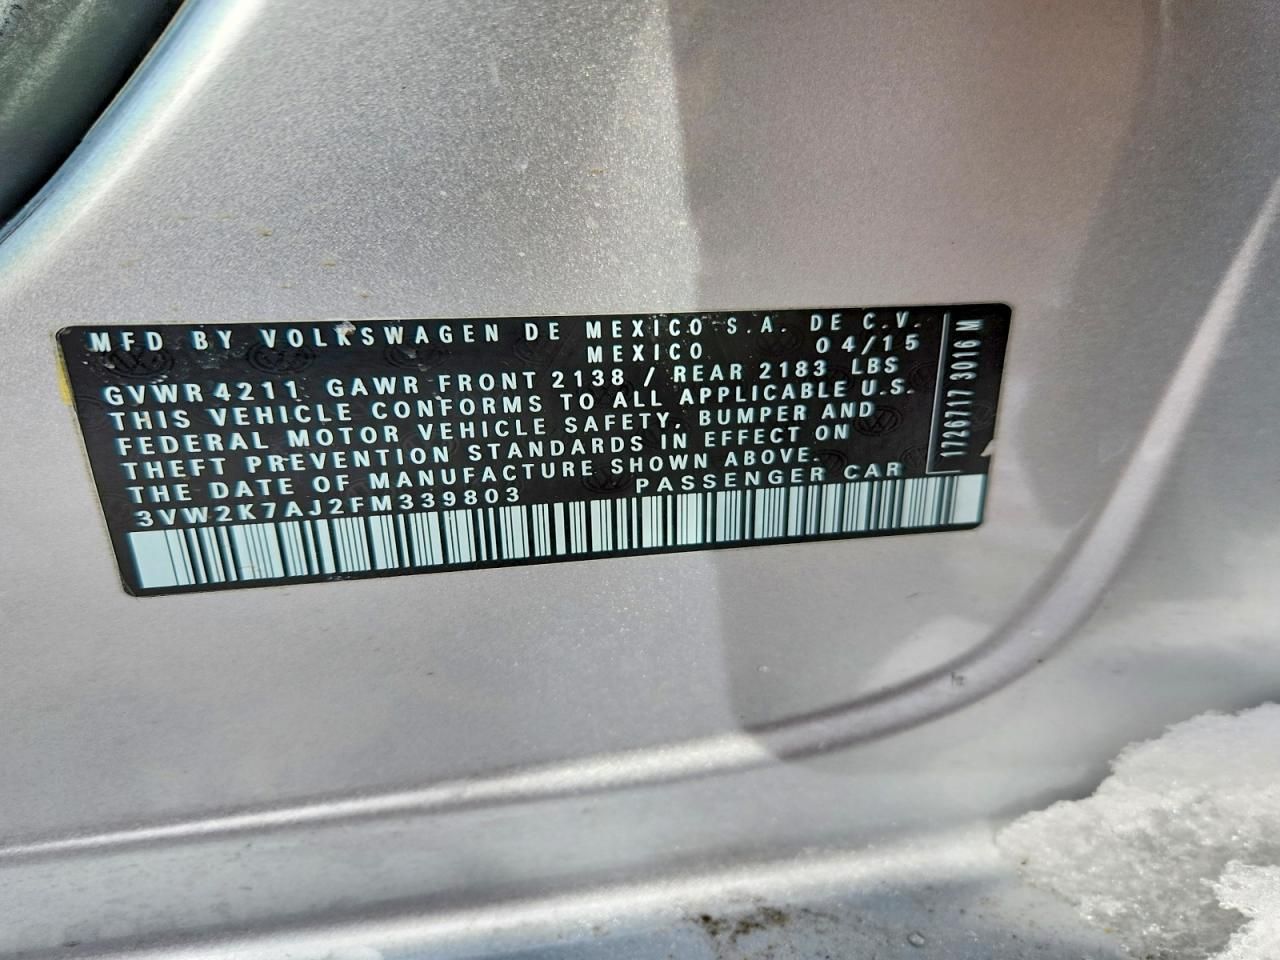 MFD BY VOLKSWAGEN DE MEXICO S.A. DE C.V.
MEXICO 04/15
GVWR 4211 GAWR FRONT 2138 / REAR 2183 LBS
THIS VEHICLE CONFORMS TO ALL APPLICABLE U.S.
FEDERAL MOTOR VEHICLE SAFETY, BUMPER AND
THEFT PREVENTION STANDARDS IN EFFECT ON
THE DATE OF MANUFACTURE SHOWN ABOVE.
3VW2K7AJ2FM339803 PASSENGER CAR
1726717 3016 M